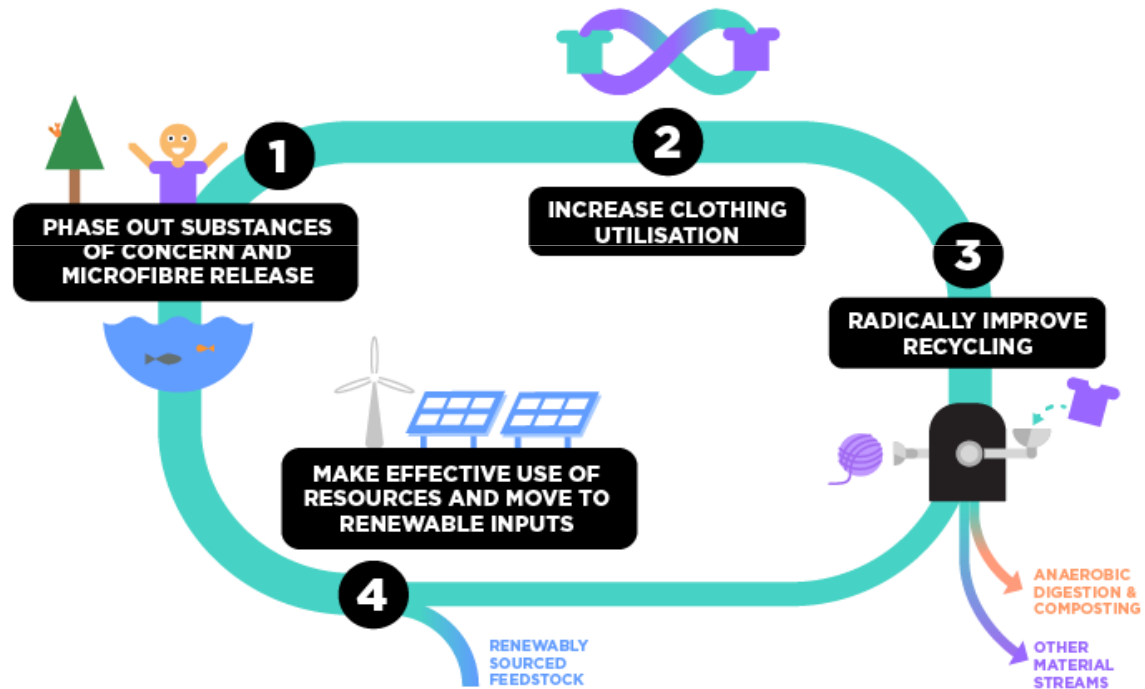 1
PHASE OUT SUBSTANCES
OF CONCERN AND
MICROFIBRE RELEASE
2
INCREASE CLOTHING
UTILISATION
3
RADICALLY IMPROVE
RECYCLING
MAKE EFFECTIVE USE OF
RESOURCES AND MOVE TO
RENEWABLE INPUTS
4
RENEWABLY
SOURCED
FEEDSTOCK
ANAEROBIC
DIGESTION &
COMPOSTING
OTHER
MATERIAL
STREAMS